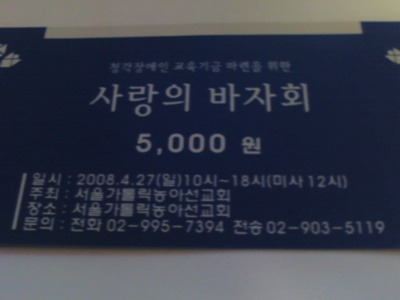 청각장애인 교육기금 마련을 위한
사랑의 바자회
5,000 원
일시 : 2008.4.27(일)10시~18시(미사 12시)
주최 : 서울가톨릭농아선교회
장소 : 서울가톨릭농아선교회
문의 : 전화 02-995-7394 전송 02-903-5119